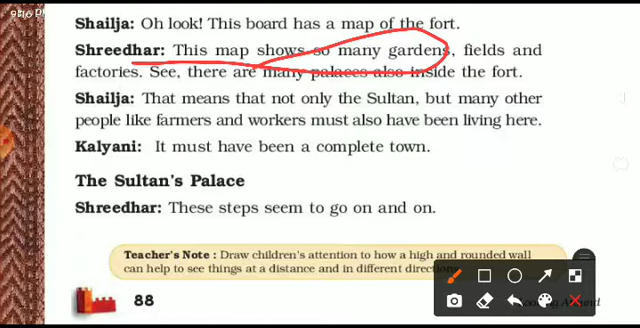 Shailja: Oh look! This board has a map of the fort.
Shreedhar: This map shows so many gardens, fields and
factories. See, there are many palaces also inside the fort.
Shailja: That means that not only the Sultan, but many other
people like farmers and workers must also have been living here.
Kalyani: It must have been a complete town.
The Sultan's Palace
Shreedhar: These steps seem to go on and on.
Teacher's Note : Draw children's attention to how a high and rounded wall
can help to see things at a distance and in different
88